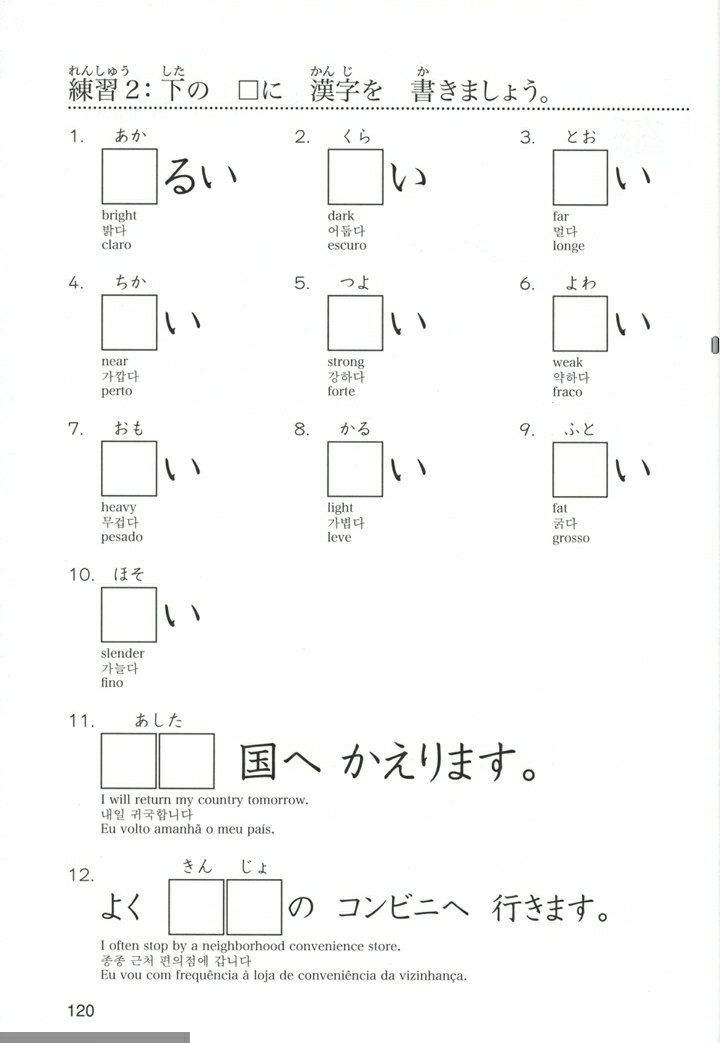 れんしゅう した かんじ か
練習2：下の □に 漢字を 書きましょう。
1. あか
□るい
bright
밝다
claro
2. くら
□い
dark
어둡다
escuro
3. とお
□い
far
멀다
longe
4. ちか
□い
near
가깝다
perto
5. つよ
□い
strong
강하다
forte
6. よわ
□い
weak
약하다
fraco
7. おも
□い
heavy
무겁다
pesado
8. かる
□い
light
가볍다
leve
9. ふと
□い
fat
굵다
grosso
10. ほそ
□い
slender
가늘다
fino
11. あした
□□ 国へ かえります。
I will return my country tomorrow.
내일 귀국합니다
Eu volto amanhã o meu país.
12. きん じょ
よく □□の コンビニへ 行きます。
I often stop by a neighborhood convenience store.
종종 근처 편의점에 갑니다
Eu vou com frequência à loja de conveniência da vizinhança.
120